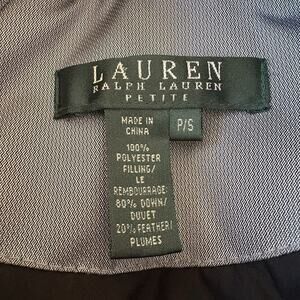 LAUREN
RALPH LAUREN
PETITE
MADE IN
CHINA
P/S
100%
POLYESTER
FILLING/
LE
REMBOURRAGE:
80% DOWN/
DUVET
20% FEATHER/
PLUMES